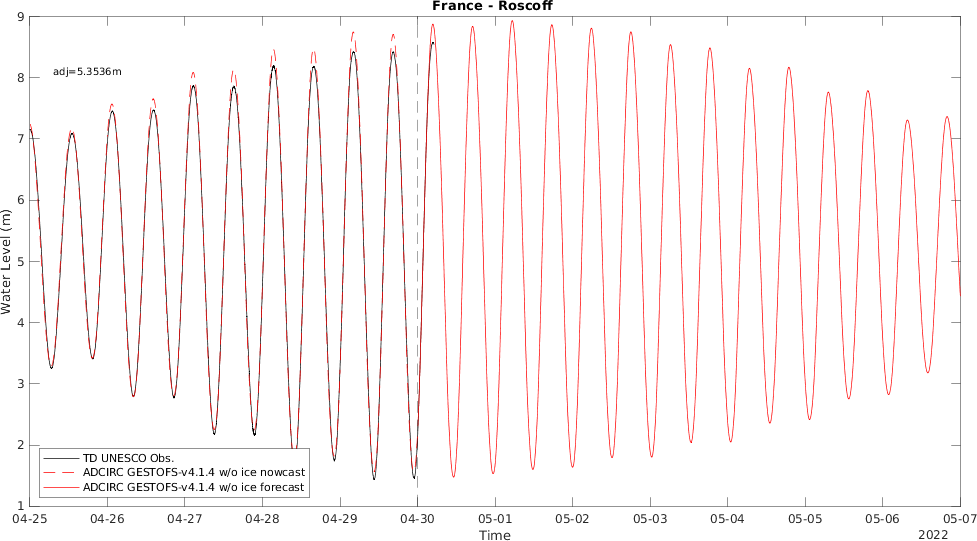 France - Roscoff
9
8
7
6
5
4
3
2
1
Water Level (m)
adj=5.3536m
TD UNESCO Obs.
ADCIRC GESTOFS-v4.1.4 w/o ice nowcast
ADCIRC GESTOFS-v4.1.4 w/o ice forecast
04-25 04-26 04-27 04-28 04-29 04-30 05-01 05-02 05-03 05-04 05-05 05-06 05-07
Time
2022